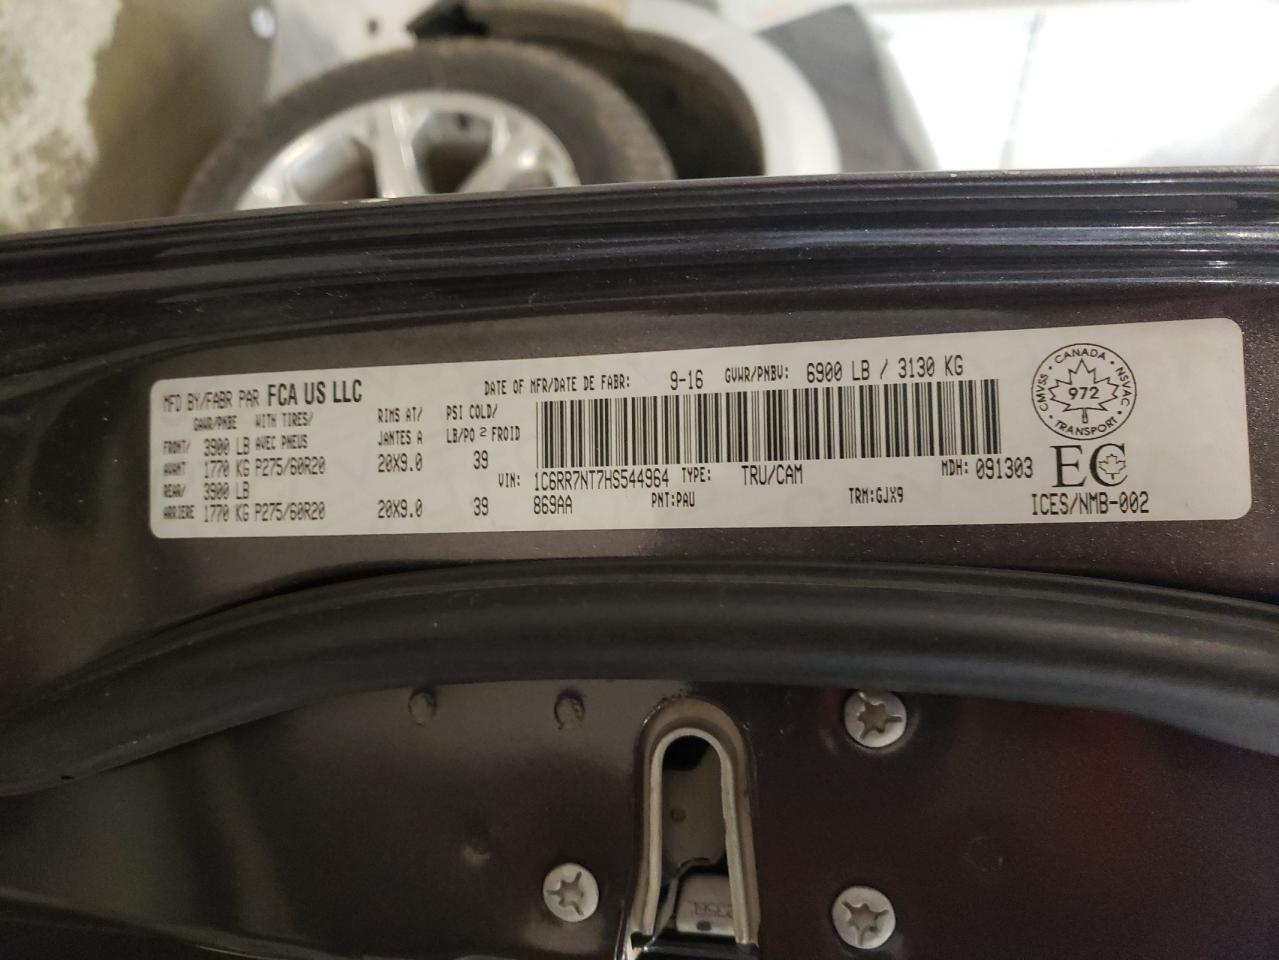 MFD BY/FABR PAR FCA US LLC DATE OF MFR/DATE DE FABR: 9-16 GVWR/PNBV: 6900 LB / 3130 KG
GAWR/PNBE WITH TIRES/ RIMS AT/ PSI COLD/
FRONT/ 3900 LB AVEC PNEUS JANTES A LB/PO 2 FROID
AVANT 1770 KG P275/60R20 20X9.0 39
REAR/ 3900 LB VIN: 1C6RR7NT7HS544964 TYPE: TRU/CAM MDH: 091303
ARRIERE 1770 KG P275/60R20 20X9.0 39 869AA PNT:PAU TRM:GJX9
CANADA
CMVSS 972 NSVAC
TRANSPORT
EC
ICES/NMB-002